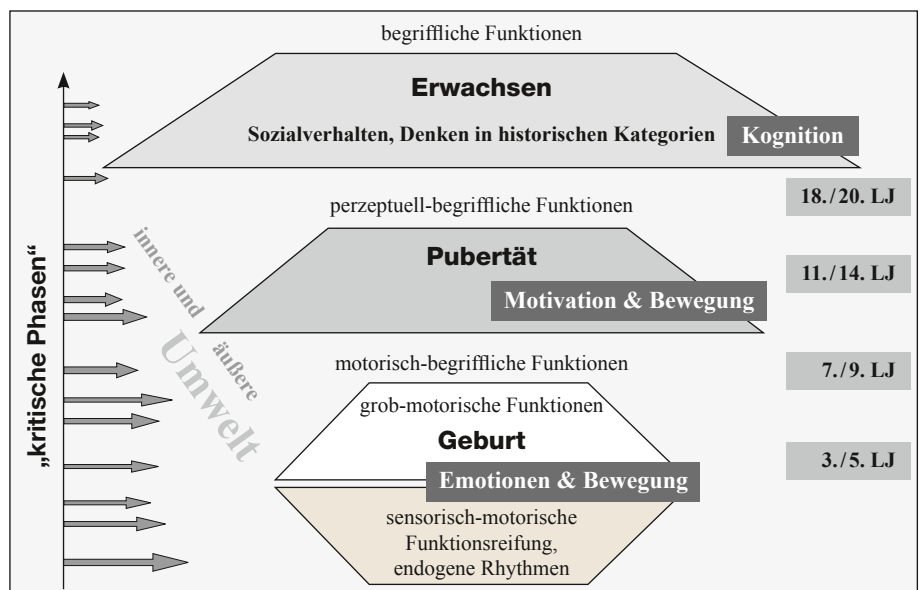 begriffliche Funktionen
Erwachsen
Sozialverhalten, Denken in historischen Kategorien
Kognition
18./20. LJ
perzeptuell-begriffliche Funktionen
Pubertät
11./14. LJ
Motivation & Bewegung
„kritische Phasen“
innere und
äußere
Umwelt
motorisch-begriffliche Funktionen
7./9. LJ
grob-motorische Funktionen
Geburt
3./5. LJ
Emotionen & Bewegung
sensorisch-motorische
Funktionsreifung,
endogene Rhythmen